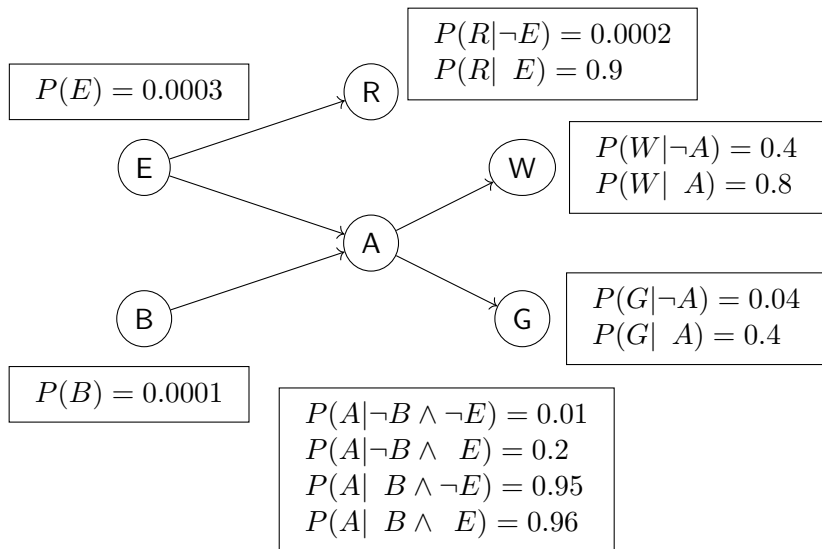 P(R|¬E) = 0.0002
P(R| E) = 0.9
P(E) = 0.0003
R
P(W|¬A) = 0.4
P(W| A) = 0.8
E
W
A
P(G|¬A) = 0.04
P(G| A) = 0.4
B
G
P(B) = 0.0001
P(A|¬B ∧ ¬E) = 0.01
P(A|¬B ∧ E) = 0.2
P(A| B ∧ ¬E) = 0.95
P(A| B ∧ E) = 0.96